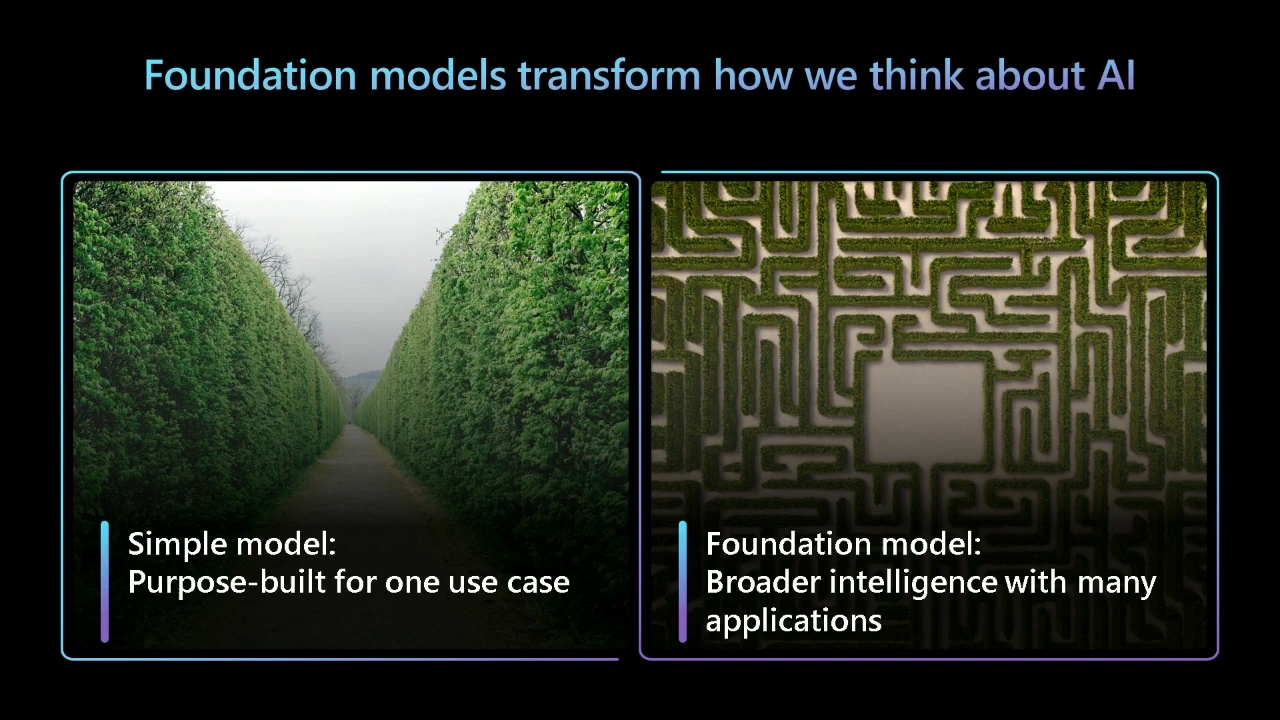 Foundation models transform how we think about AI
Simple model:
Purpose-built for one use case
Foundation model:
Broader intelligence with many
applications